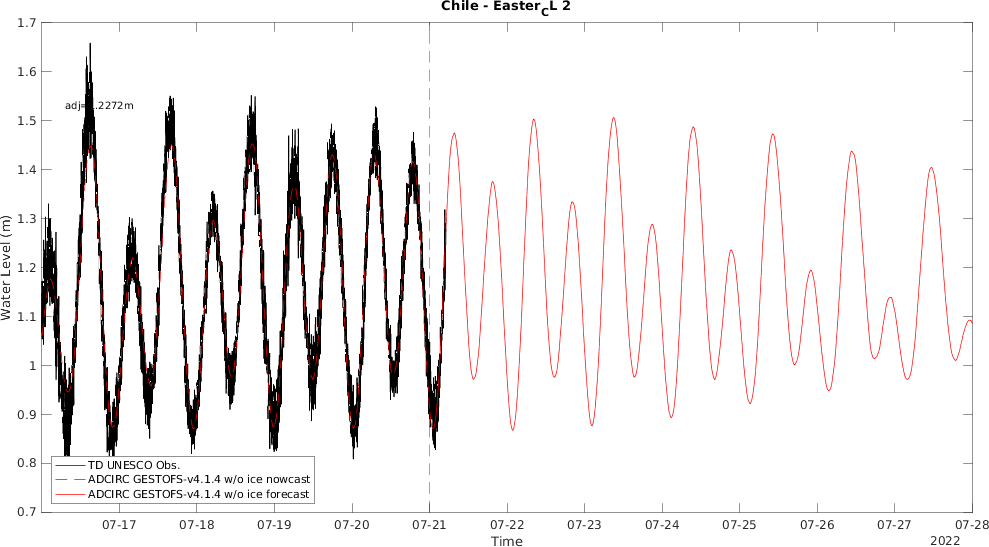 Chile - Easter_CL 2
1.7
1.6
1.5
1.4
1.3
1.2
1.1
1
0.9
0.8
0.7
Water Level (m)
TD UNESCO Obs.
ADCIRC GESTOFS-v4.1.4 w/o ice nowcast
ADCIRC GESTOFS-v4.1.4 w/o ice forecast
07-17 07-18 07-19 07-20 07-21 07-22 07-23 07-24 07-25 07-26 07-27 07-28
Time
2022